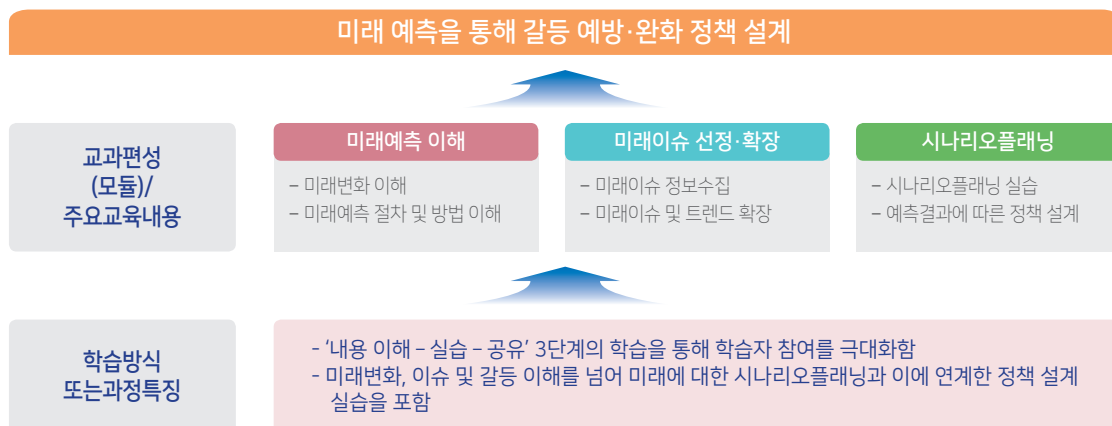 미래 예측을 통해 갈등 예방·완화 정책 설계
교과편성
(모듈)/
주요교육내용
미래예측 이해
– 미래변화 이해
– 미래예측 절차 및 방법 이해
미래이슈 선정·확장
– 미래이슈 정보수집
– 미래이슈 및 트렌드 확장
시나리오플래닝
– 시나리오플래닝 실습
– 예측결과에 따른 정책 설계
학습방식
또는과정특징
- ‘내용 이해 – 실습 – 공유’ 3단계의 학습을 통해 학습자 참여를 극대화함
- 미래변화, 이슈 및 갈등 이해를 넘어 미래에 대한 시나리오플래닝과 이에 연계한 정책 설계
실습을 포함